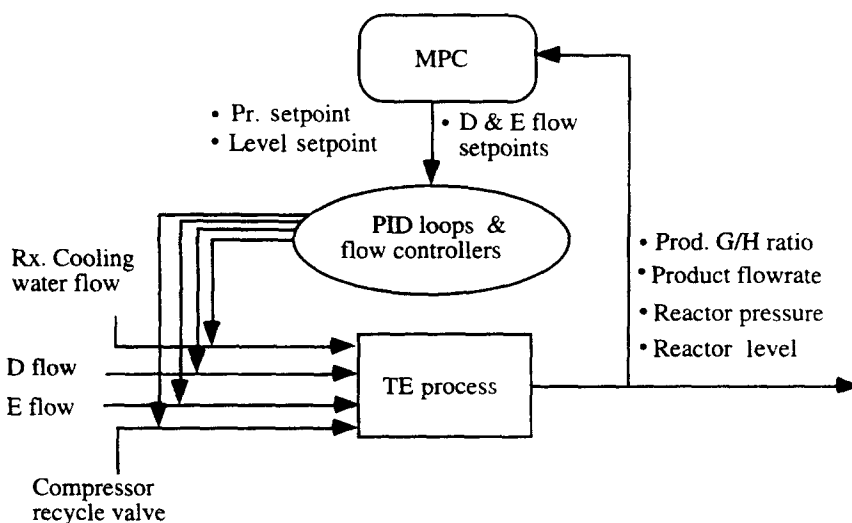 MPC
• Pr. setpoint
• Level setpoint
• D & E flow
setpoints
PID loops &
flow controllers
Rx. Cooling
water flow
D flow
E flow
Compressor
recycle valve
TE process
• Prod. G/H ratio
• Product flowrate
• Reactor pressure
• Reactor level